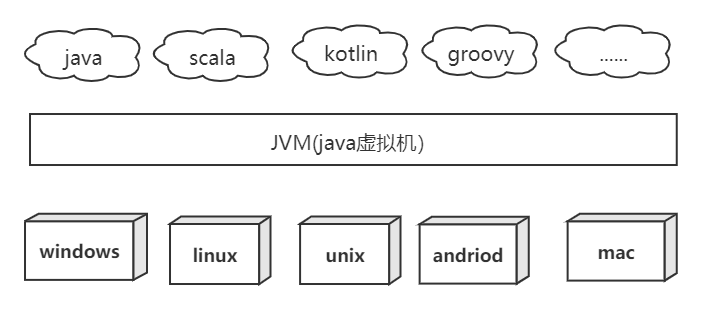 java scala kotlin groovy ......
JVM(java虚拟机)
windows linux unix andriod mac